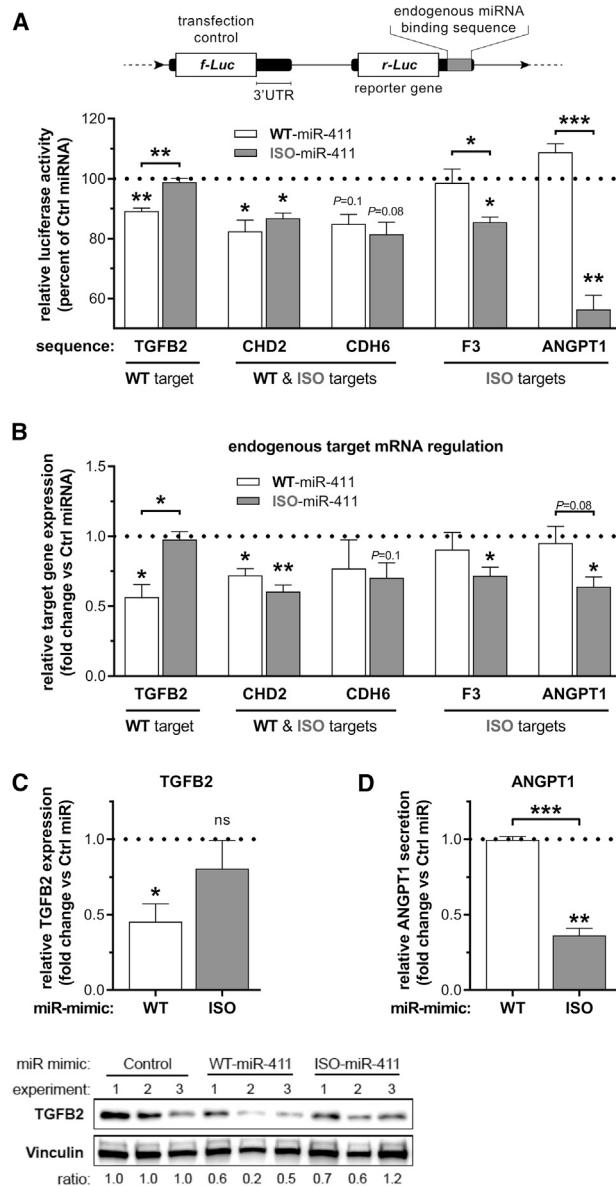 A
transfection
control
endogenous miRNA
binding sequence
f-Luc
r-Luc
3'UTR
reporter gene
relative luciferase activity
(percent of Ctrl miRNA)
120
100
80
60
WT-miR-411
ISO-miR-411
**
**
*
*
P=0.1
P=0.08
*
*
***
**
sequence: TGFB2 CHD2 CDH6 F3 ANGPT1
WT target WT & ISO targets ISO targets
B
endogenous target mRNA regulation
relative target gene expression
(fold change vs Ctrl miRNA)
1.5
1.0
0.5
0.0
WT-miR-411
ISO-miR-411
*
*
*
**
P=0.1
*
P=0.08
*
TGFB2 CHD2 CDH6 F3 ANGPT1
WT target WT & ISO targets ISO targets
C
TGFB2
relative TGFB2 expression
(fold change vs Ctrl miR)
1.0
0.5
0.0
*
ns
miR-mimic: WT ISO
D
ANGPT1
relative ANGPT1 secretion
(fold change vs Ctrl miR)
1.0
0.5
0.0
***
**
miR-mimic: WT ISO
miR mimic: Control WT-miR-411 ISO-miR-411
experiment: 1 2 3 1 2 3 1 2 3
TGFB2
Vinculin
ratio: 1.0 1.0 1.0 0.6 0.2 0.5 0.7 0.6 1.2